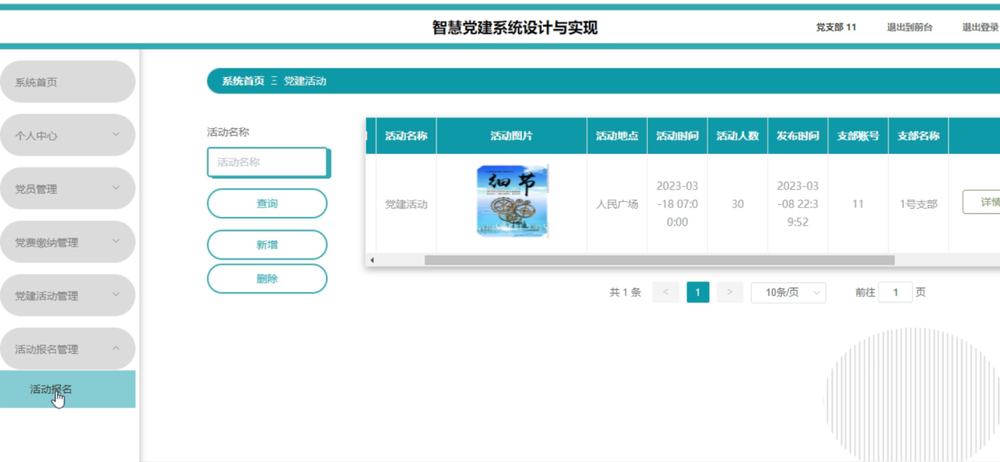 智慧党建系统设计与实现
党支部 11
退出到前台
退出登录
系统首页
个人中心
党员管理
党费缴纳管理
党建活动管理
活动报名管理
活动报名
系统首页 Ξ 党建活动
活动名称
活动名称
查询
新增
删除
活动名称 活动图片 活动地点 活动时间 活动人数 发布时间 支部账号 支部名称
党建活动
细节
人民广场
2023-03
-18 07:0
0:00
30
2023-03
-08 22:3
9:52
11
1号支部
详情
共 1 条
<
1
>
10条/页
前往 1 页